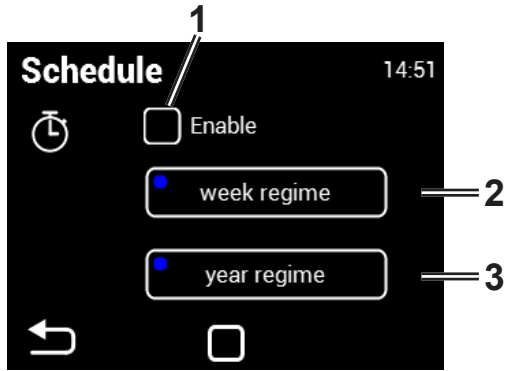 1
Schedule 14:51
Enable
week regime 2
year regime 3